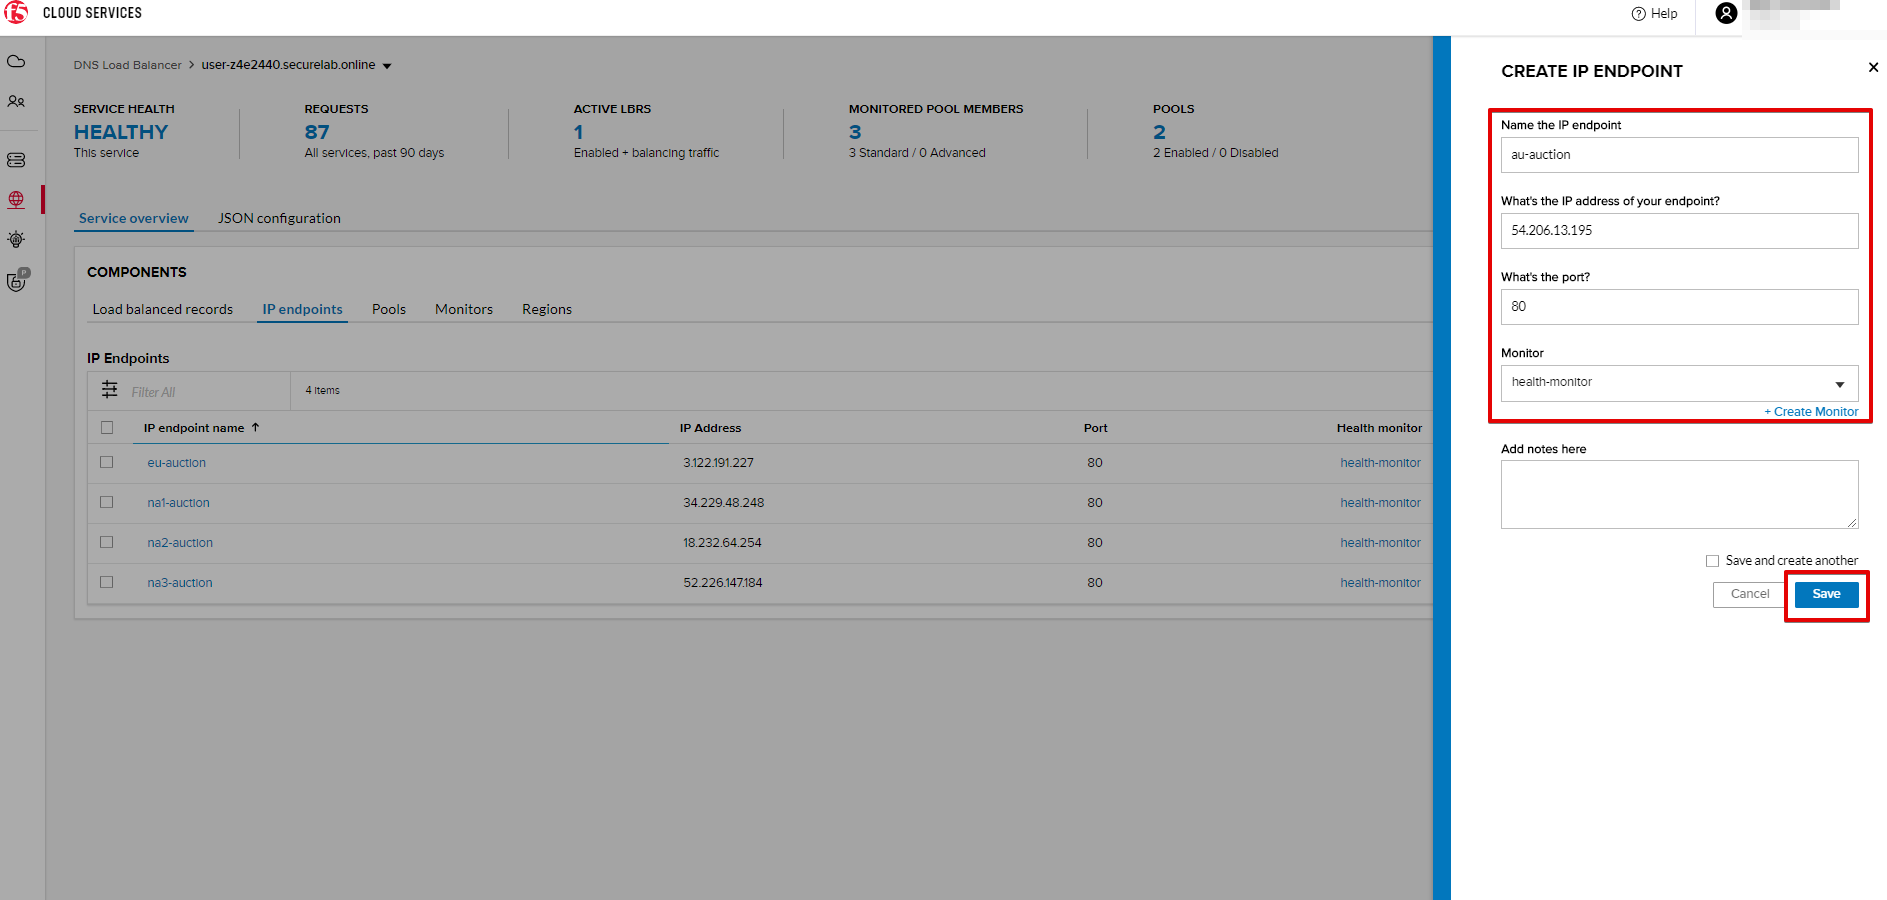 f5 CLOUD SERVICES
Help
DNS Load Balancer > user-z4e2440.securelab.online
SERVICE HEALTH
HEALTHY
This service
REQUESTS
87
All services, past 90 days
ACTIVE LBRS
1
Enabled + balancing traffic
MONITORED POOL MEMBERS
3
3 Standard / 0 Advanced
POOLS
2
2 Enabled / 0 Disabled
Service overview JSON configuration
COMPONENTS
Load balanced records IP endpoints Pools Monitors Regions
IP Endpoints
Filter All 4 items
IP endpoint name ↑ IP Address Port Health monitor
eu-auction 3.122.191.227 80 health-monitor
na1-auction 34.229.48.248 80 health-monitor
na2-auction 18.232.64.254 80 health-monitor
na3-auction 52.226.147.184 80 health-monitor
P
CREATE IP ENDPOINT
Name the IP endpoint
au-auction
What's the IP address of your endpoint?
54.206.13.195
What's the port?
80
Monitor
health-monitor
+ Create Monitor
Add notes here
Save and create another
Cancel Save